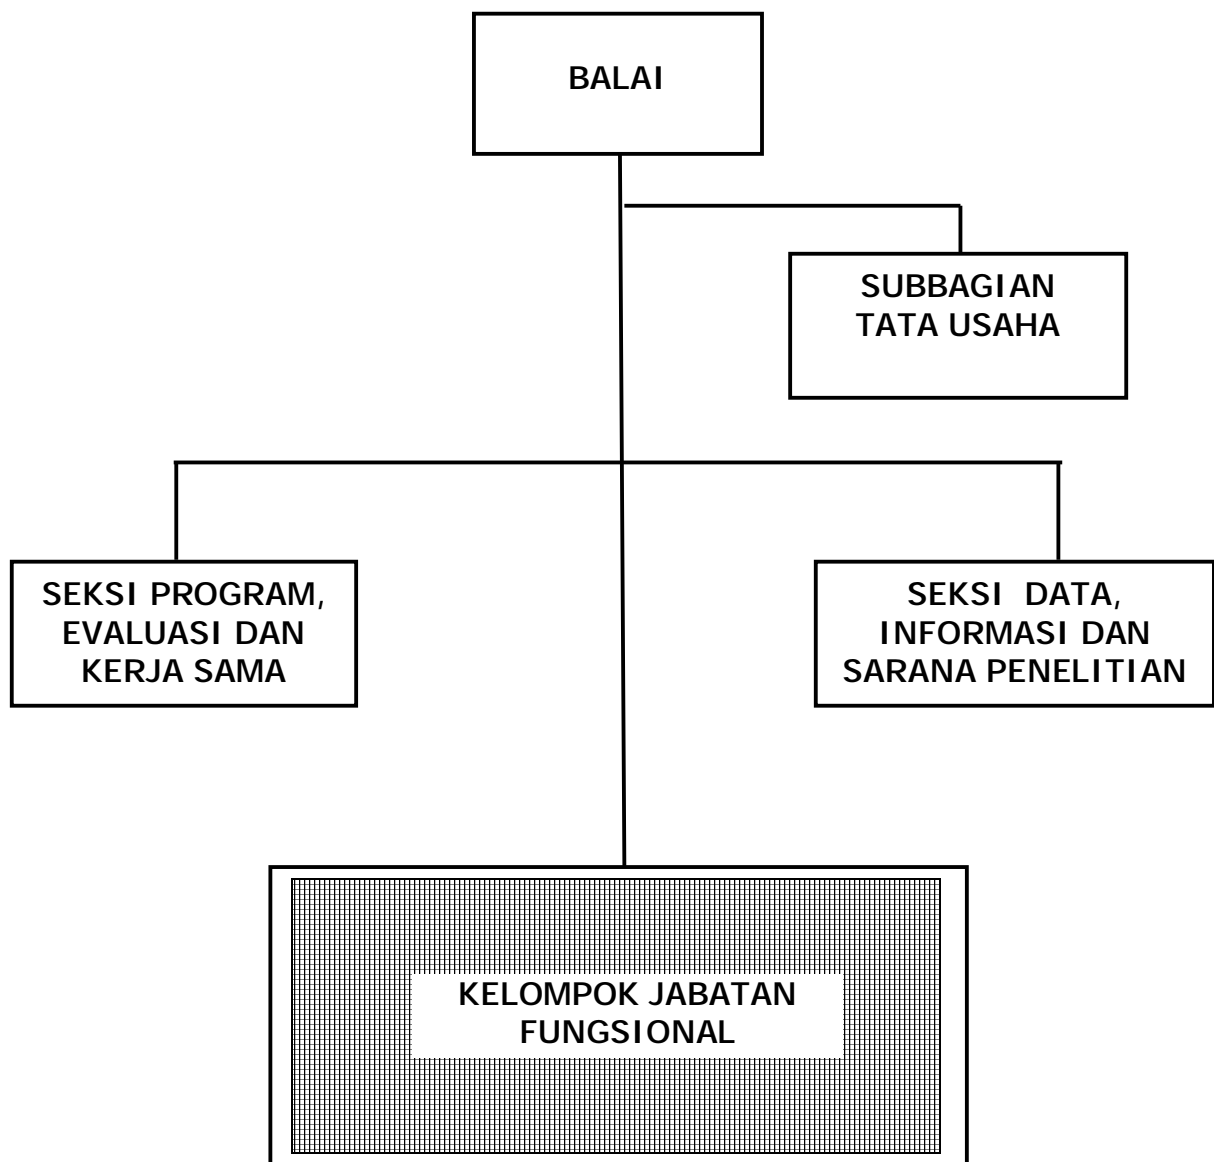 BALAI
SUBBAGIAN
TATA USAHA
SEKSI PROGRAM,
EVALUASI DAN
KERJA SAMA
SEKSI DATA,
INFORMASI DAN
SARANA PENELITIAN
KELOMPOK JABATAN
FUNGSIONAL